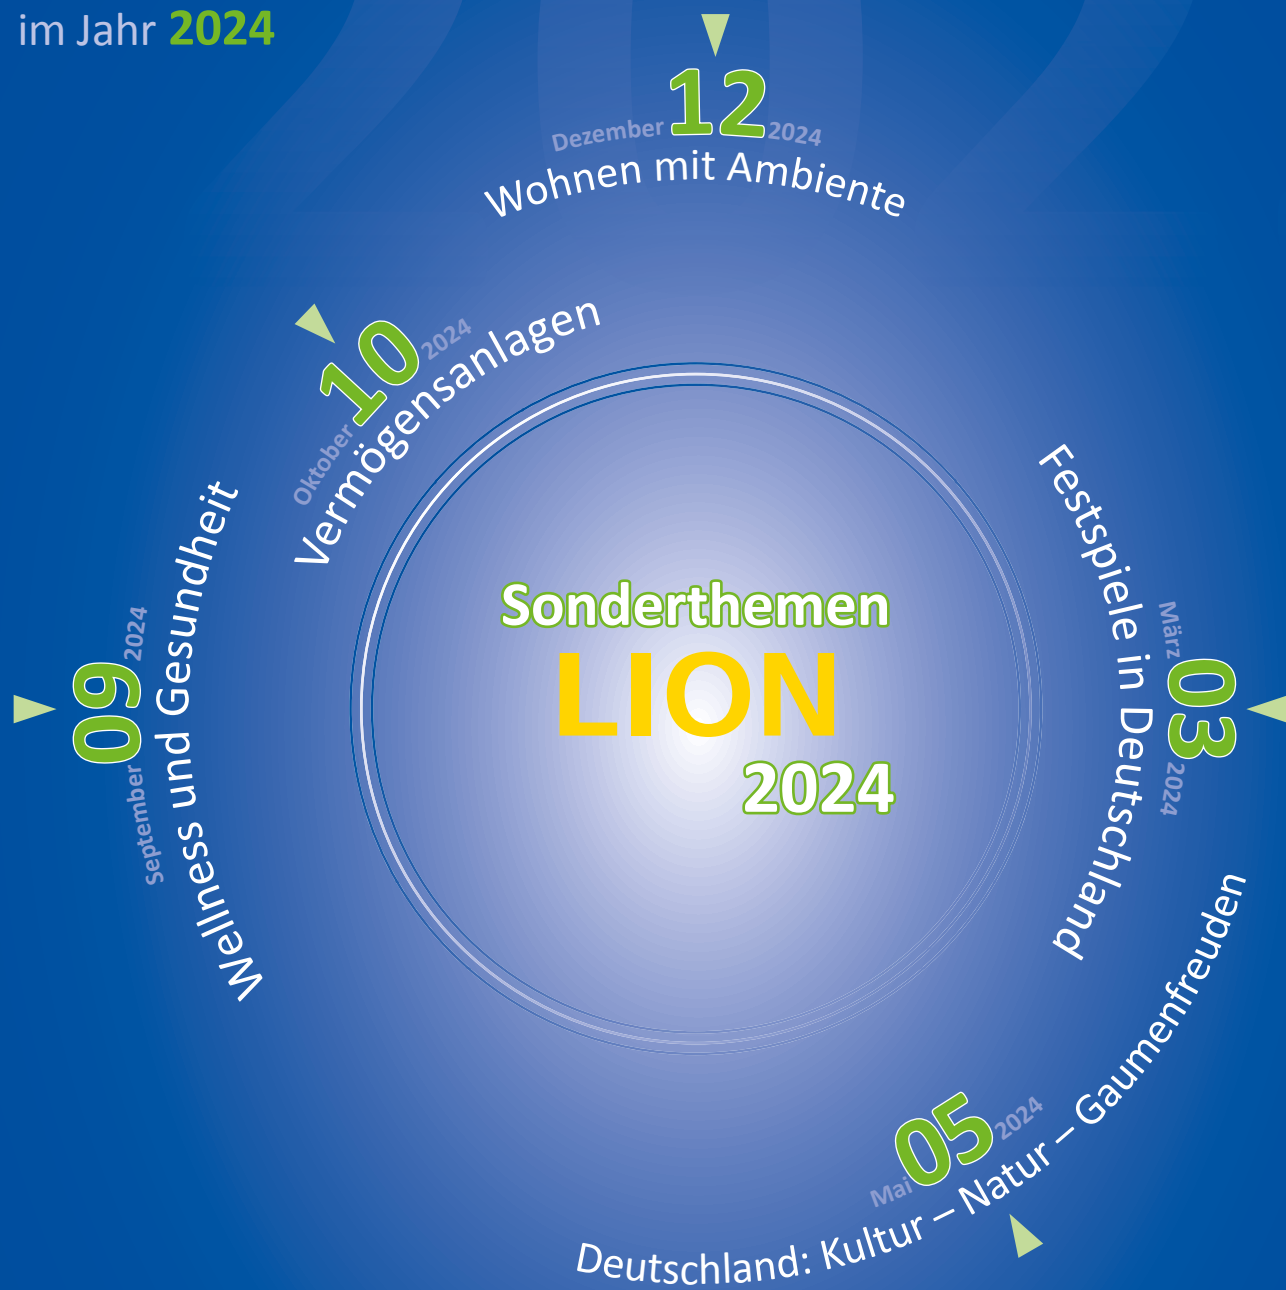 im Jahr 2024
Dezember 12 2024
Wohnen mit Ambiente
Oktober 10 2024
Vermögensanlagen
September 09 2024
Wellness und Gesundheit
Sonderthemen
LION
2024
März 03 2024
Festspiele in Deutschland
Mai 05 2024
Deutschland: Kultur – Natur – Gaumenfreuden